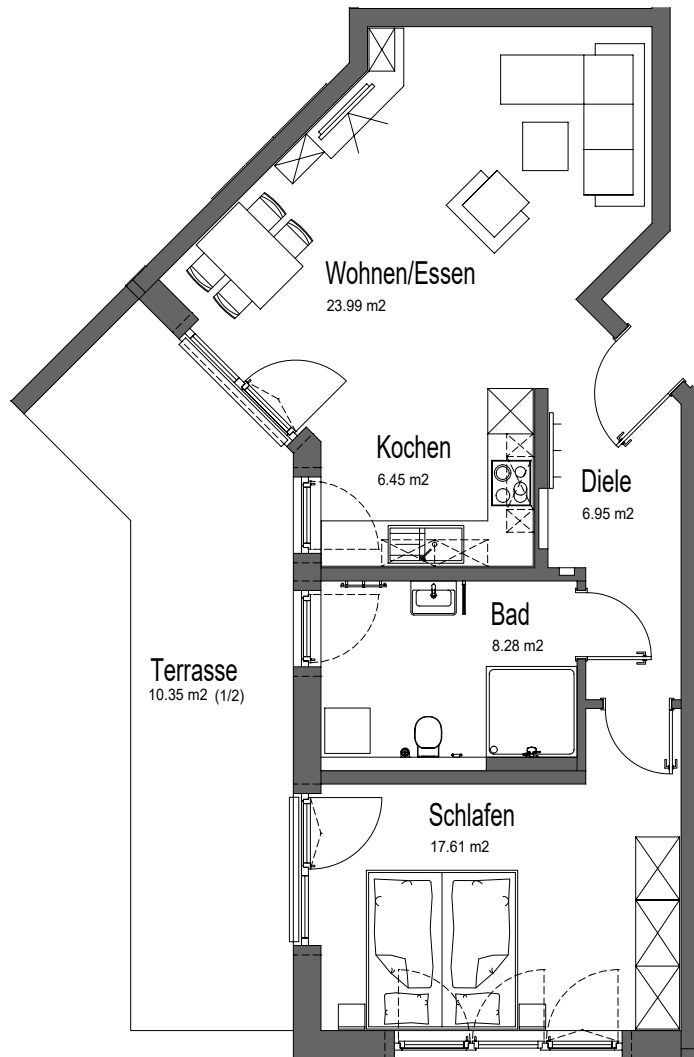 Wohnen/Essen
23.99 m2
Kochen
6.45 m2
Diele
6.95 m2
Bad
8.28 m2
Terrasse
10.35 m2 (1/2)
Schlafen
17.61 m2